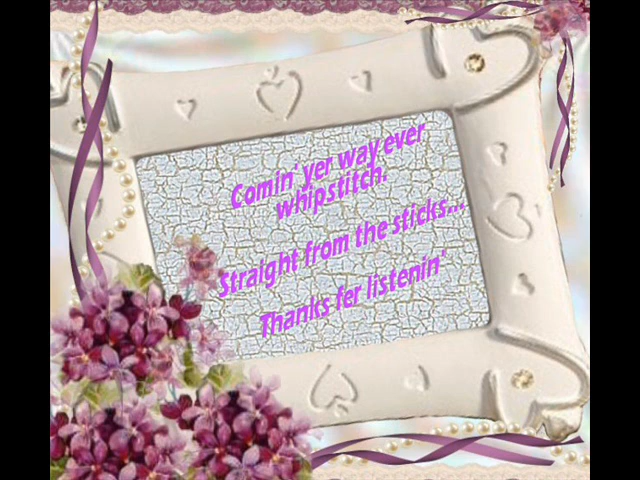 Comin' yer way ever
whipstitch.
Straight from the sticks...
Thanks fer listenin'